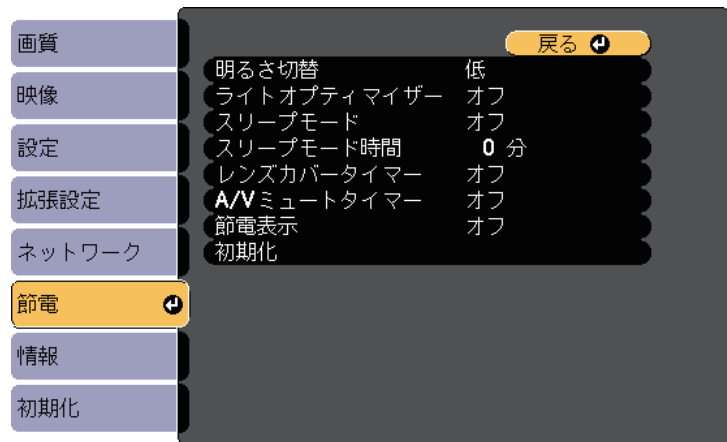 画質
映像
設定
拡張設定
ネットワーク
節電
情報
初期化
戻る
明るさ切替 低
ライトオプティマイザー オフ
スリープモード オフ
スリープモード時間 0 分
レンズカバータイマー オフ
A/Vミュートタイマー オフ
節電表示 オフ
初期化